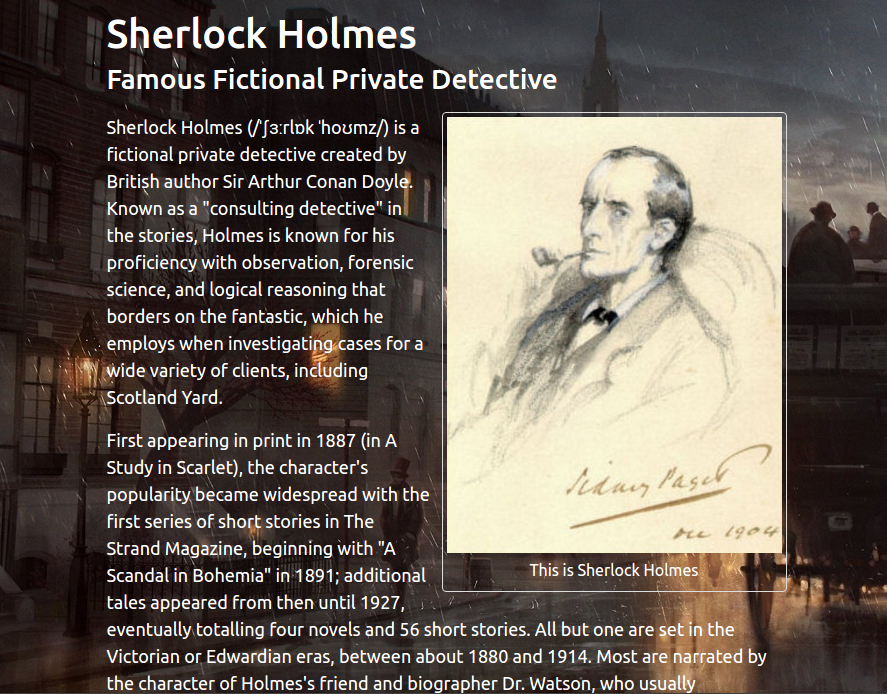 Sherlock Holmes
Famous Fictional Private Detective
Sherlock Holmes (/ˈʃɜːrlɒk ˈhoʊmz/) is a
fictional private detective created by
British author Sir Arthur Conan Doyle.
Known as a "consulting detective" in
the stories, Holmes is known for his
proficiency with observation, forensic
science, and logical reasoning that
borders on the fantastic, which he
employs when investigating cases for a
wide variety of clients, including
Scotland Yard.
First appearing in print in 1887 (in A
Study in Scarlet), the character's
popularity became widespread with the
first series of short stories in The
Strand Magazine, beginning with "A
Scandal in Bohemia" in 1891; additional
tales appeared from then until 1927,
eventually totalling four novels and 56 short stories. All but one are set in the
Victorian or Edwardian eras, between about 1880 and 1914. Most are narrated by
the character of Holmes's friend and biographer Dr. Watson, who usually
Sidney Paget
1904
This is Sherlock Holmes